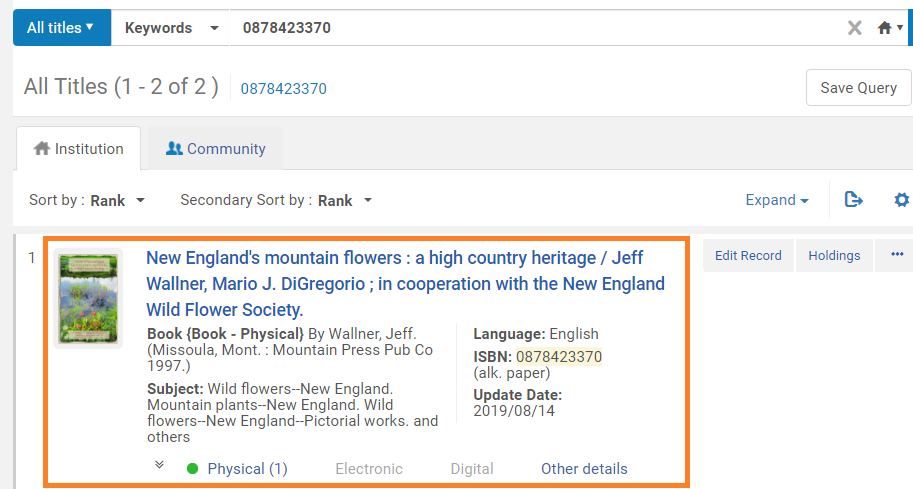 All titles Keywords 0878423370
All Titles (1 - 2 of 2 ) 0878423370 Save Query
Institution Community
Sort by : Rank Secondary Sort by : Rank Expand
1
New England's mountain flowers : a high country heritage / Jeff
Wallner, Mario J. DiGregorio ; in cooperation with the New England
Wild Flower Society.
Edit Record Holdings
Book {Book - Physical} By Wallner, Jeff.
(Missoula, Mont. : Mountain Press Pub Co
1997.)
Subject: Wild flowers--New England.
Mountain plants--New England. Wild
flowers--New England--Pictorial works. and
others
Language: English
ISBN: 0878423370
(alk. paper)
Update Date:
2019/08/14
Physical (1) Electronic Digital Other details